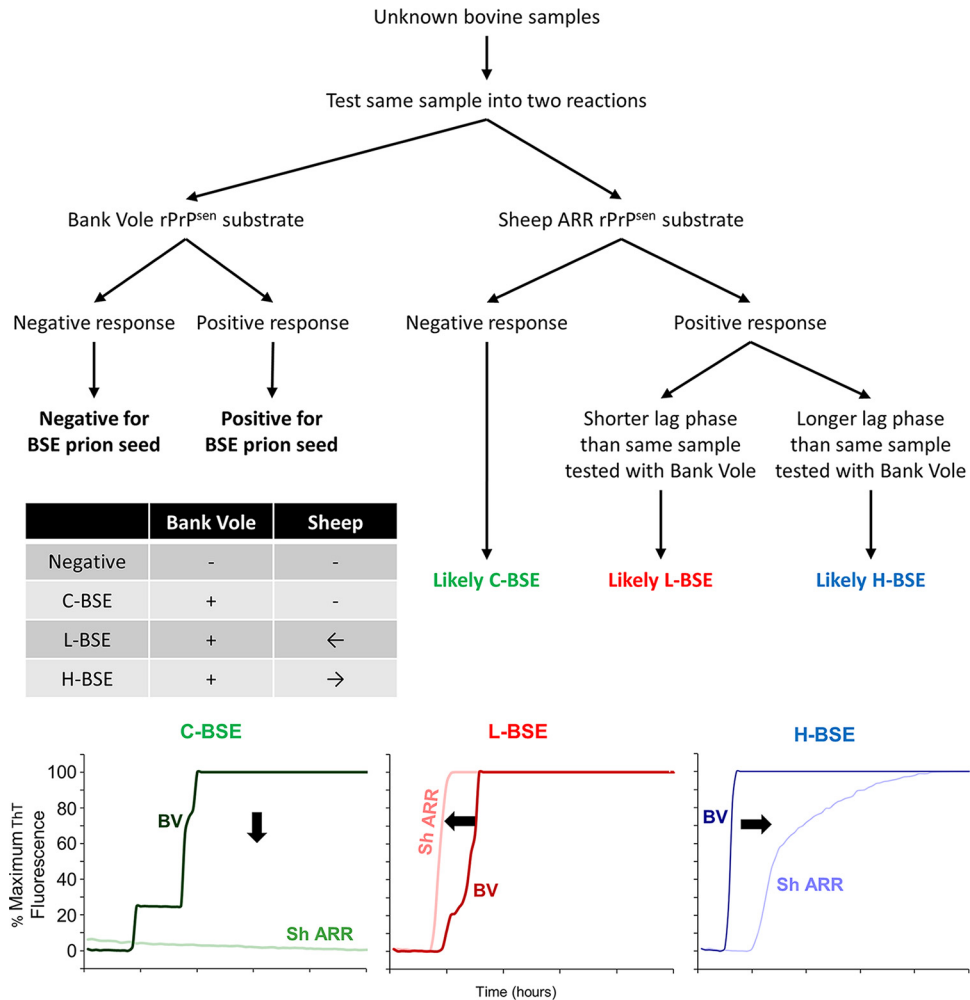 Unknown bovine samples
Test same sample into two reactions
Bank Vole rPrPsen substrate
Sheep ARR rPrPsen substrate
Negative response
Positive response
Negative response
Positive response
Negative for
BSE prion seed
Positive for
BSE prion seed
Shorter lag phase
than same sample
tested with Bank Vole
Longer lag phase
than same sample
tested with Bank Vole
Likely C-BSE
Likely L-BSE
Likely H-BSE
Bank Vole Sheep
Negative - -
C-BSE + -
L-BSE + ←
H-BSE + →
C-BSE
L-BSE
H-BSE
% Maximum ThT
Fluorescence
100
80
60
40
20
0
BV
Sh ARR
Sh ARR
BV
BV
Sh ARR
Time (hours)